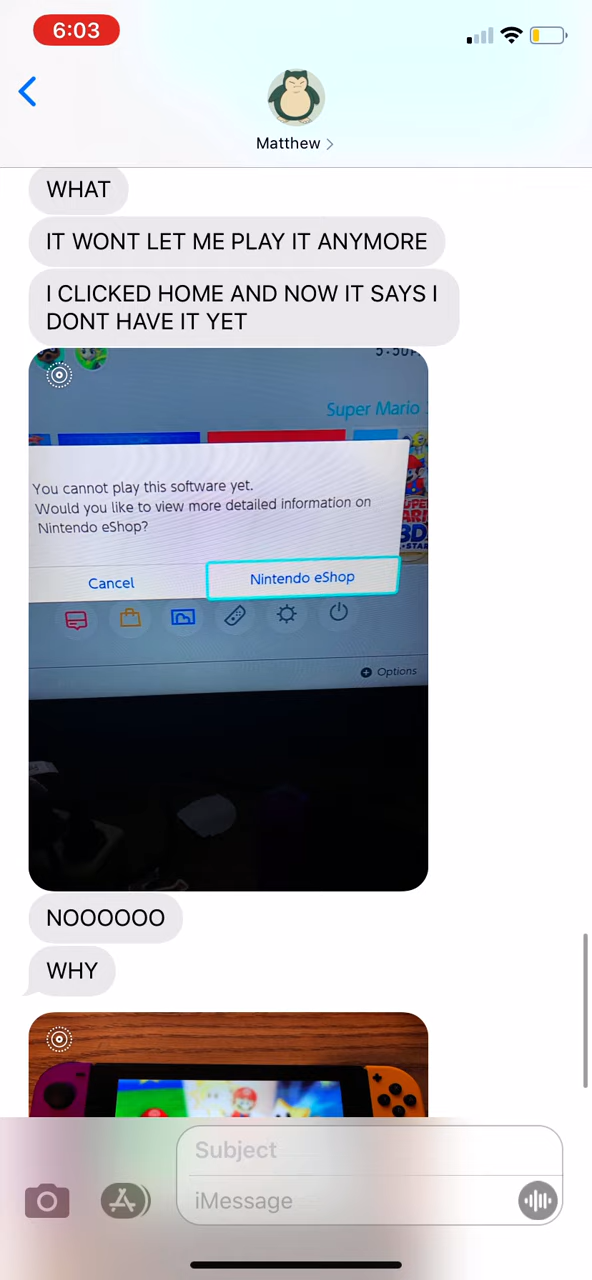 6:03
Matthew
WHAT
IT WONT LET ME PLAY IT ANYMORE
I CLICKED HOME AND NOW IT SAYS I
DONT HAVE IT YET
Super Mario
You cannot play this software yet.
Would you like to view more detailed information on
Nintendo eShop?
Cancel
Nintendo eShop
Options
NOOOOOO
WHY
Subject
iMessage